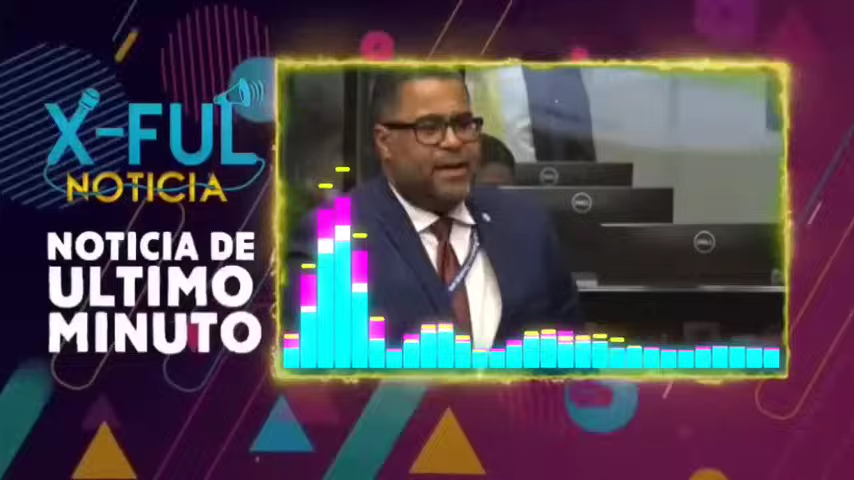 X-FUL
NOTICIA
NOTICIA DE
ULTIMO
MINUTO
DELL
DELL
DELL